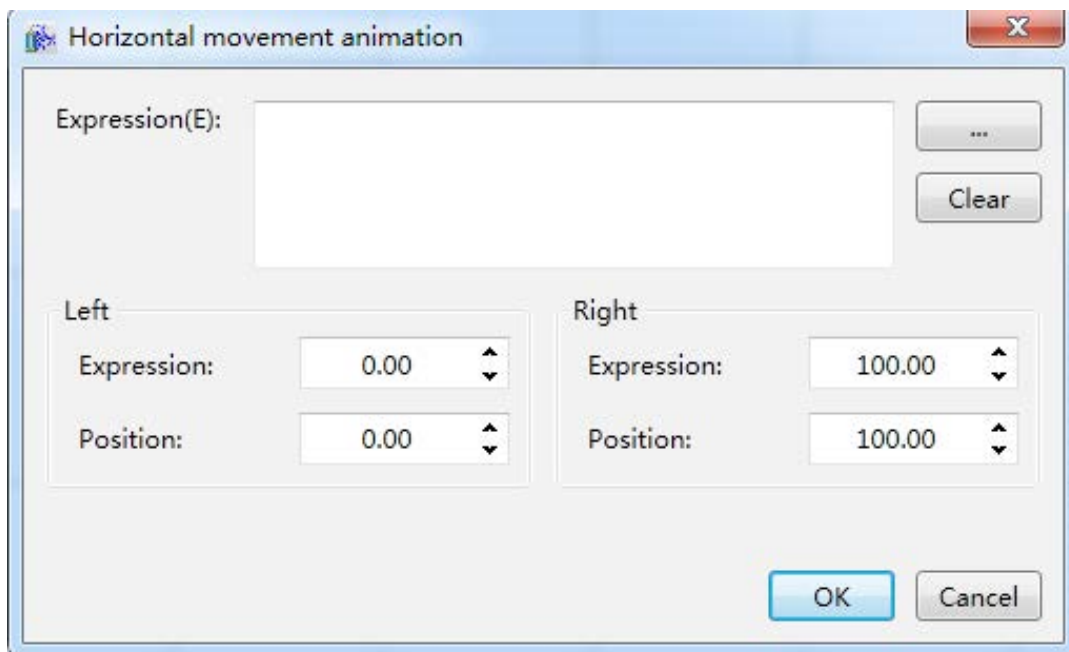 Horizontal movement animation
X
Expression(E):
...
Clear
Left
Right
Expression: 0.00
Expression: 100.00
Position: 0.00
Position: 100.00
OK
Cancel